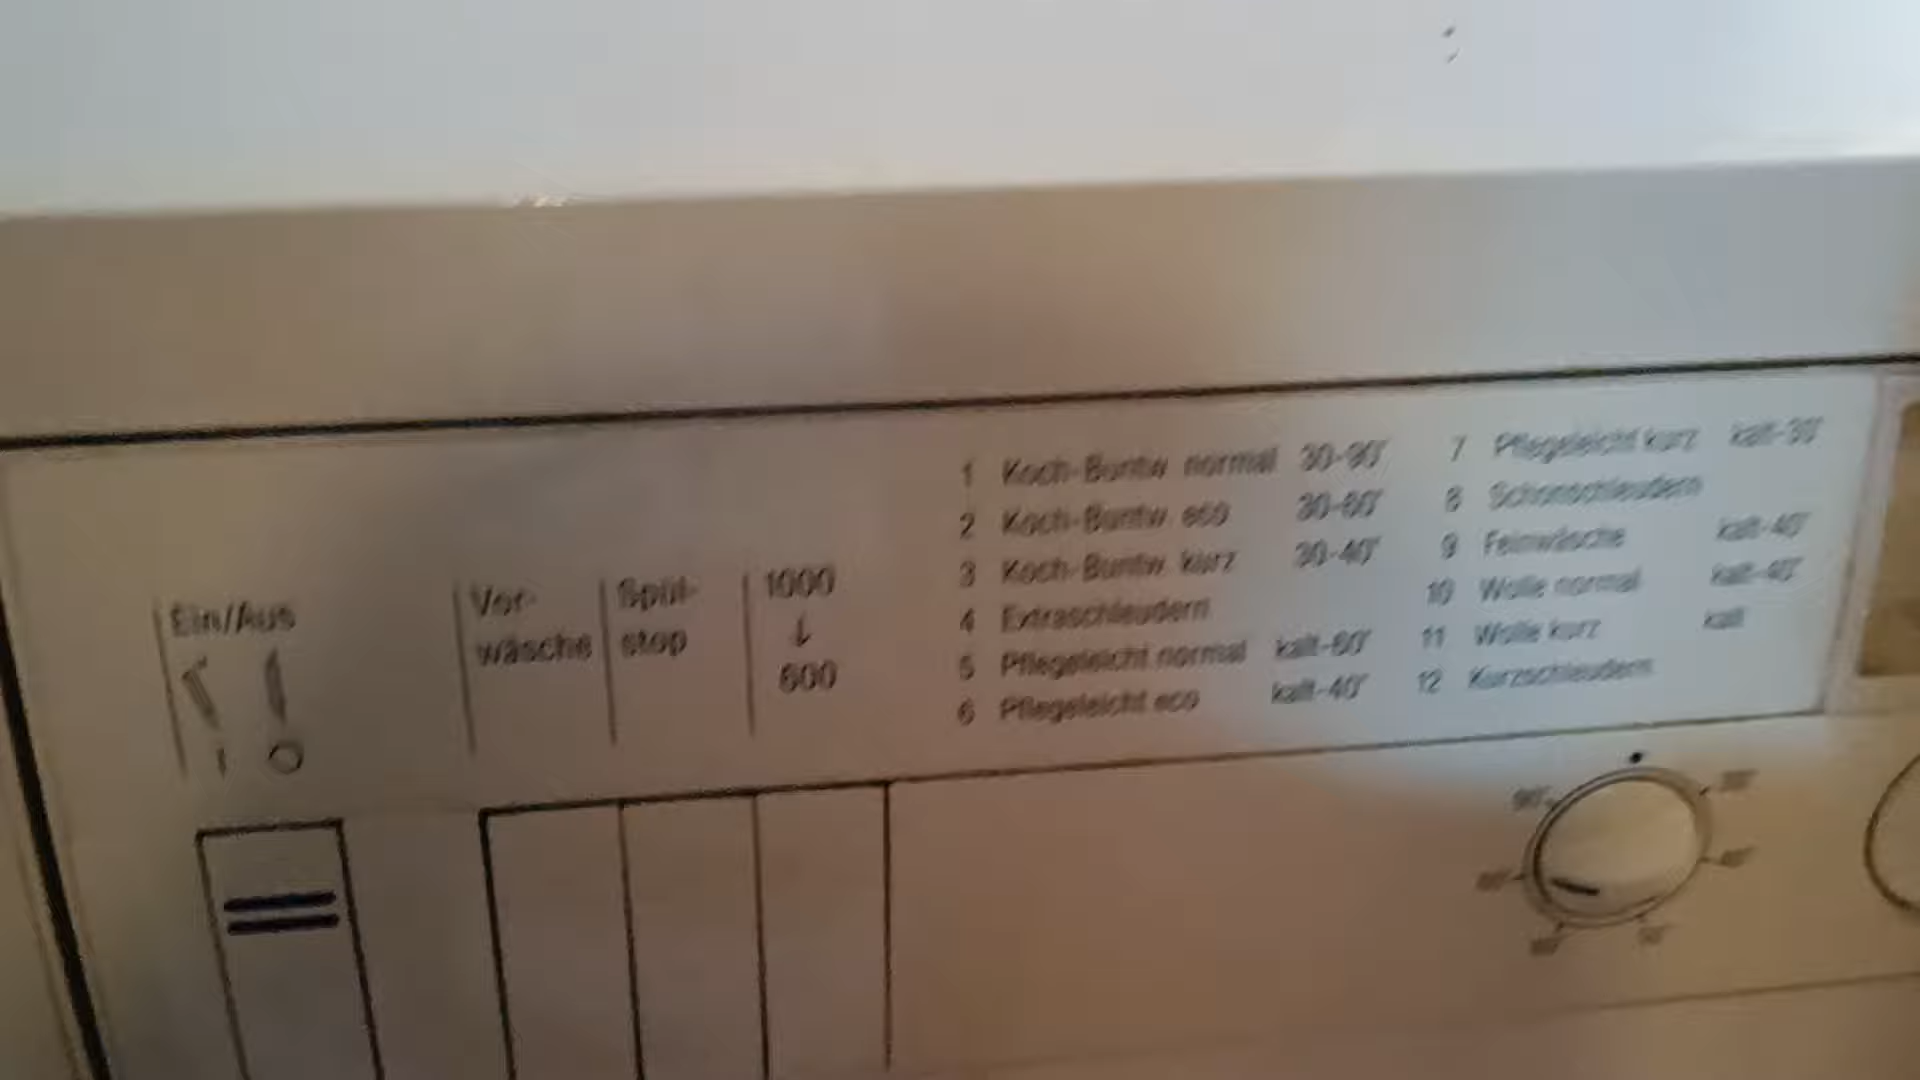 Ein/Aus
I O
Vor-
wäsche
Spül-
stop
1000
↓
600
1 Koch-Buntw. normal 30-90°
2 Koch-Buntw. eco 30-60°
3 Koch-Buntw. kurz 30-40°
4 Extraschleudern
5 Pflegeleicht normal kalt-60°
6 Pflegeleicht eco kalt-40°
7 Pflegeleicht kurz kalt-30°
8 Schonschleudern
9 Feinwäsche kalt-40°
10 Wolle normal kalt-40°
11 Wolle kurz kalt
12 Kurzschleudern
90°